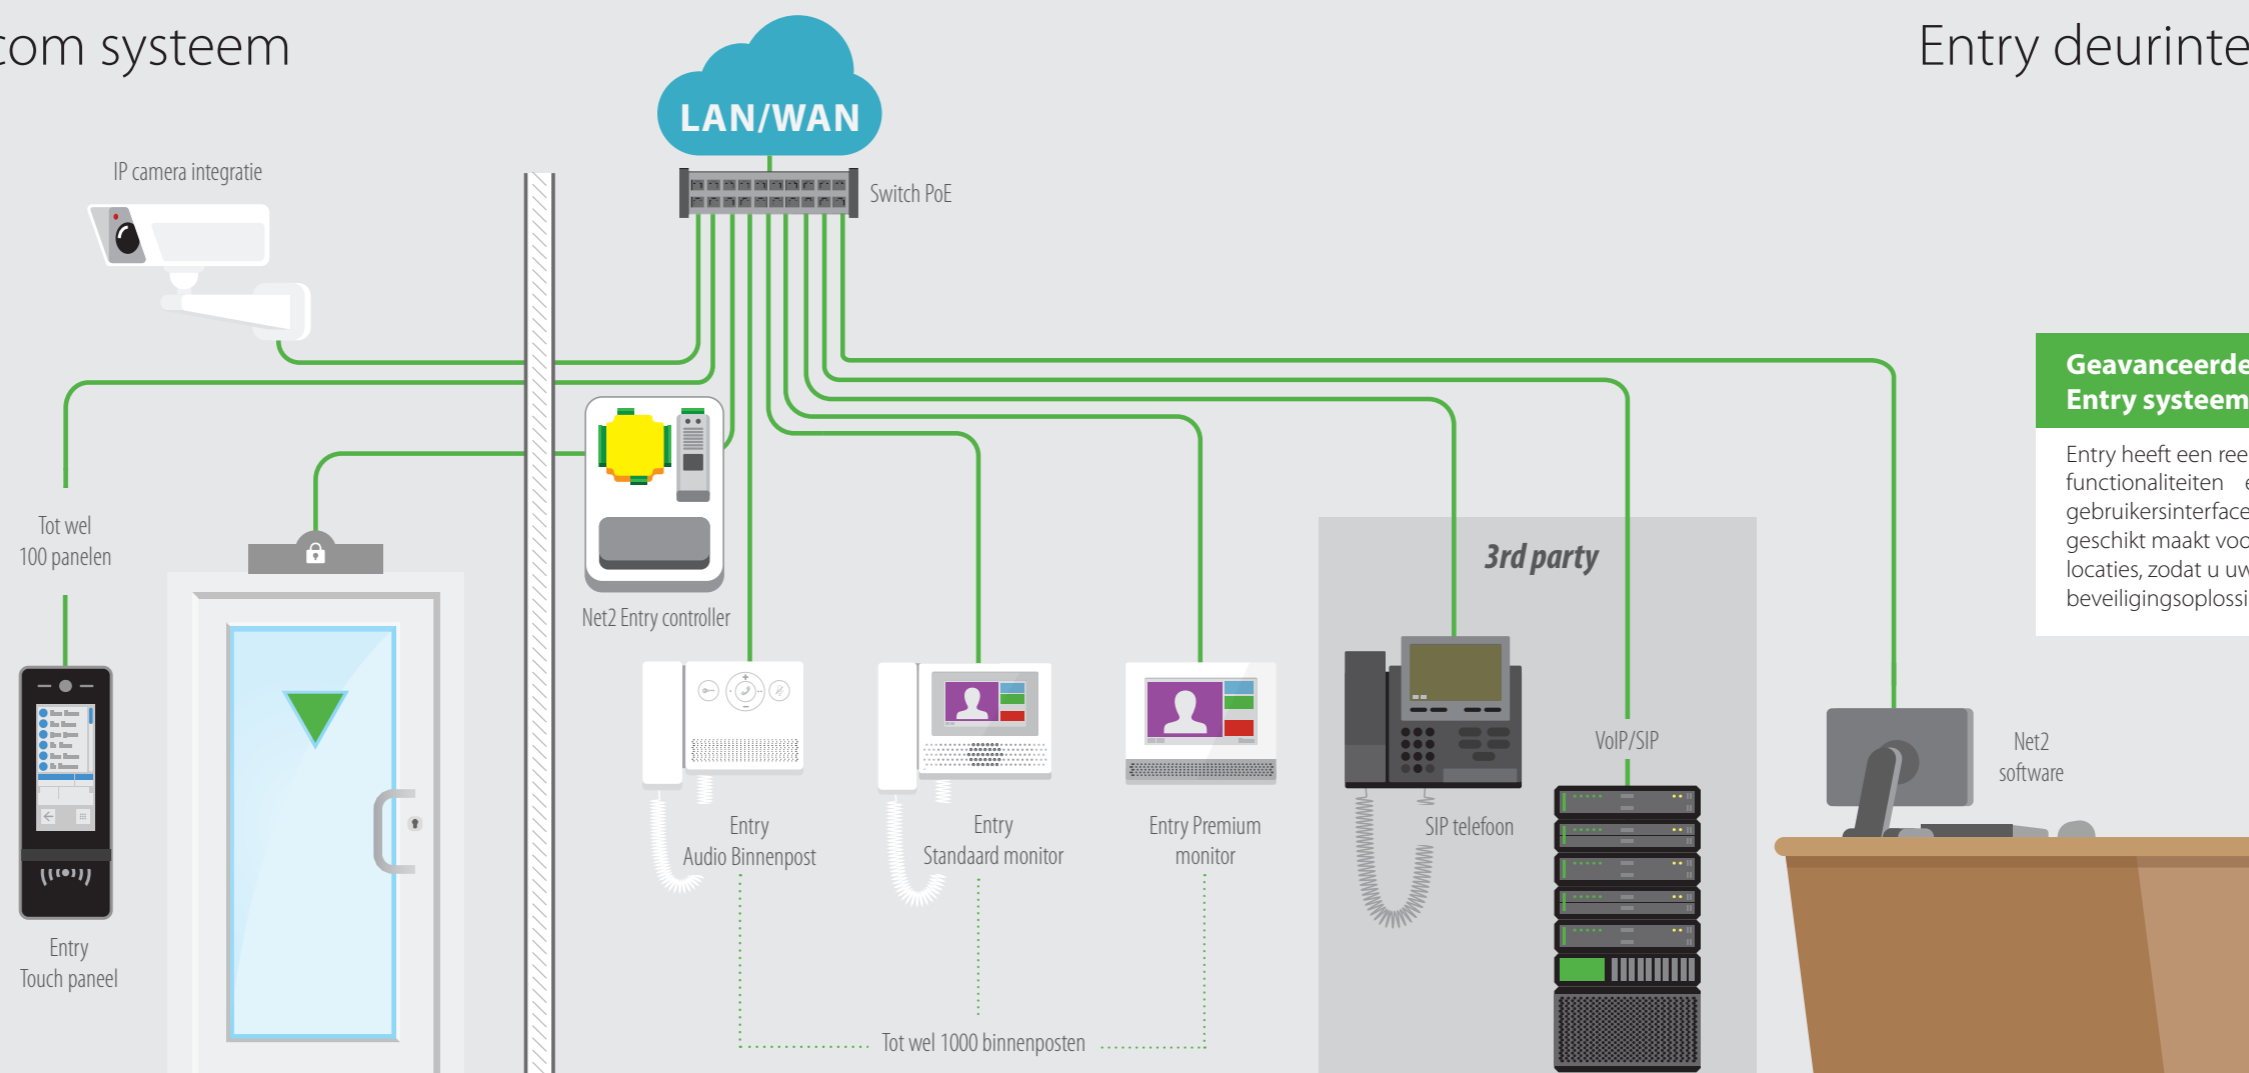 com systeem
Entry deurinte
LAN/WAN
IP camera integratie
Switch PoE
Geavanceerde
Entry systeem
Entry heeft een ree
functionaliteiten e
gebruikersinterface
geschikt maakt voo
locaties, zodat u uw
beveiligingsoplossi
Tot wel
100 panelen
3rd party
Net2 Entry controller
VoIP/SIP
Net2
software
Entry
Audio Binnenpost
Entry
Standaard monitor
Entry Premium
monitor
SIP telefoon
Entry
Touch paneel
Tot wel 1000 binnenposten